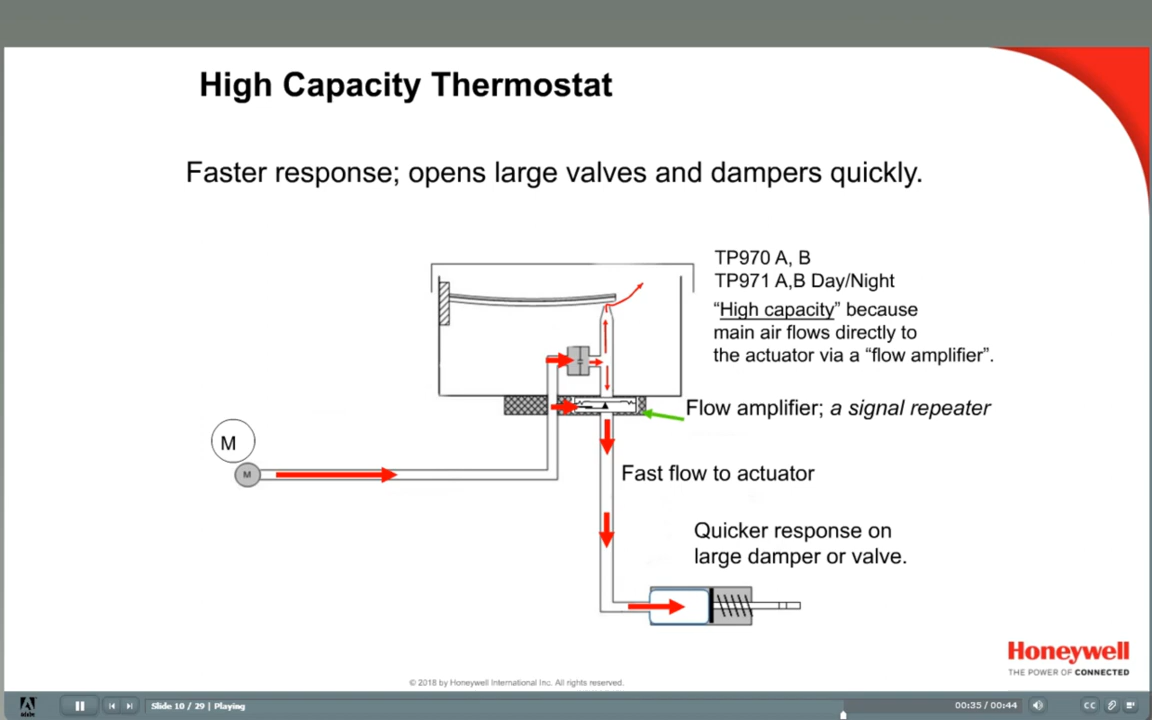 High Capacity Thermostat
Faster response; opens large valves and dampers quickly.
TP970 A, B
TP971 A,B Day/Night
“High capacity” because
main air flows directly to
the actuator via a “flow amplifier”.
Flow amplifier; a signal repeater
M
M
Fast flow to actuator
Quicker response on
large damper or valve.
Honeywell
THE POWER OF CONNECTED
© 2018 by Honeywell International Inc. All rights reserved.
Adobe
Slide 10 / 29 | Playing
00:35 / 00:44
CC